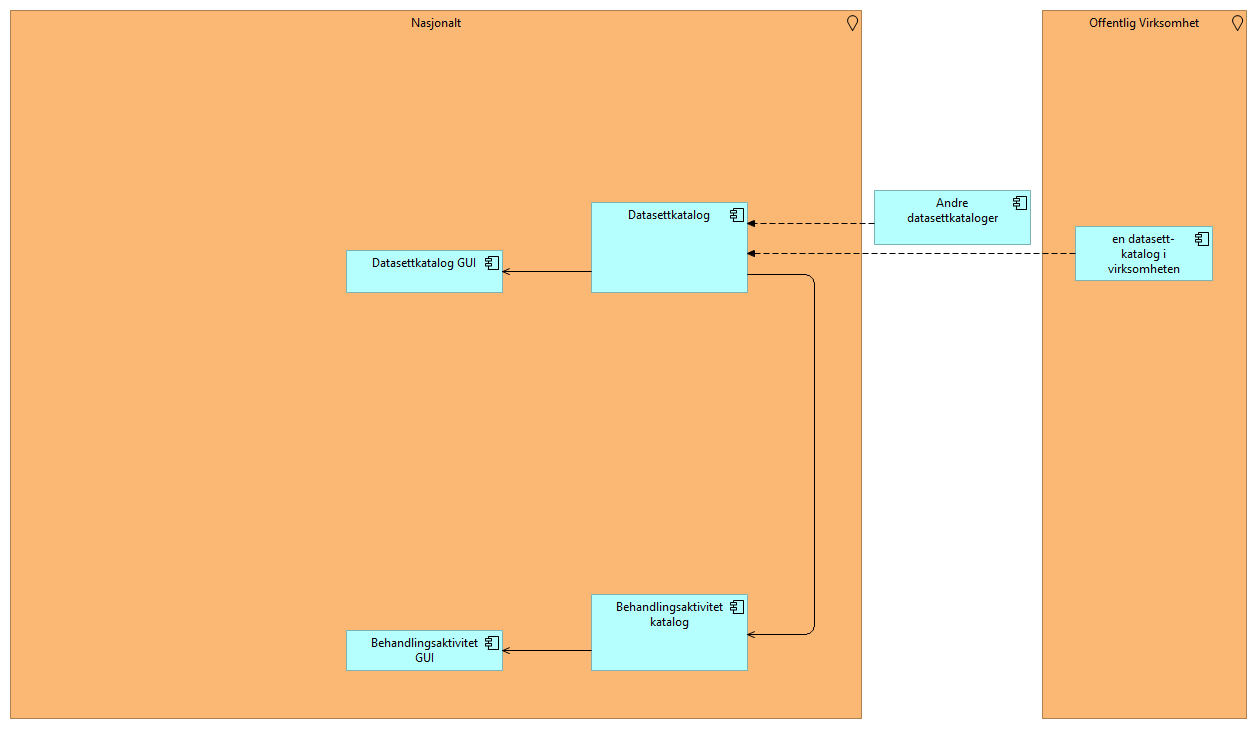 Nasjonalt
Offentlig Virksomhet
Andre
datasettkataloger
Datasettkatalog
en datasett-
katalog i
virksomheten
Datasettkatalog GUI
Behandlingsaktivitet
katalog
Behandlingsaktivitet
GUI